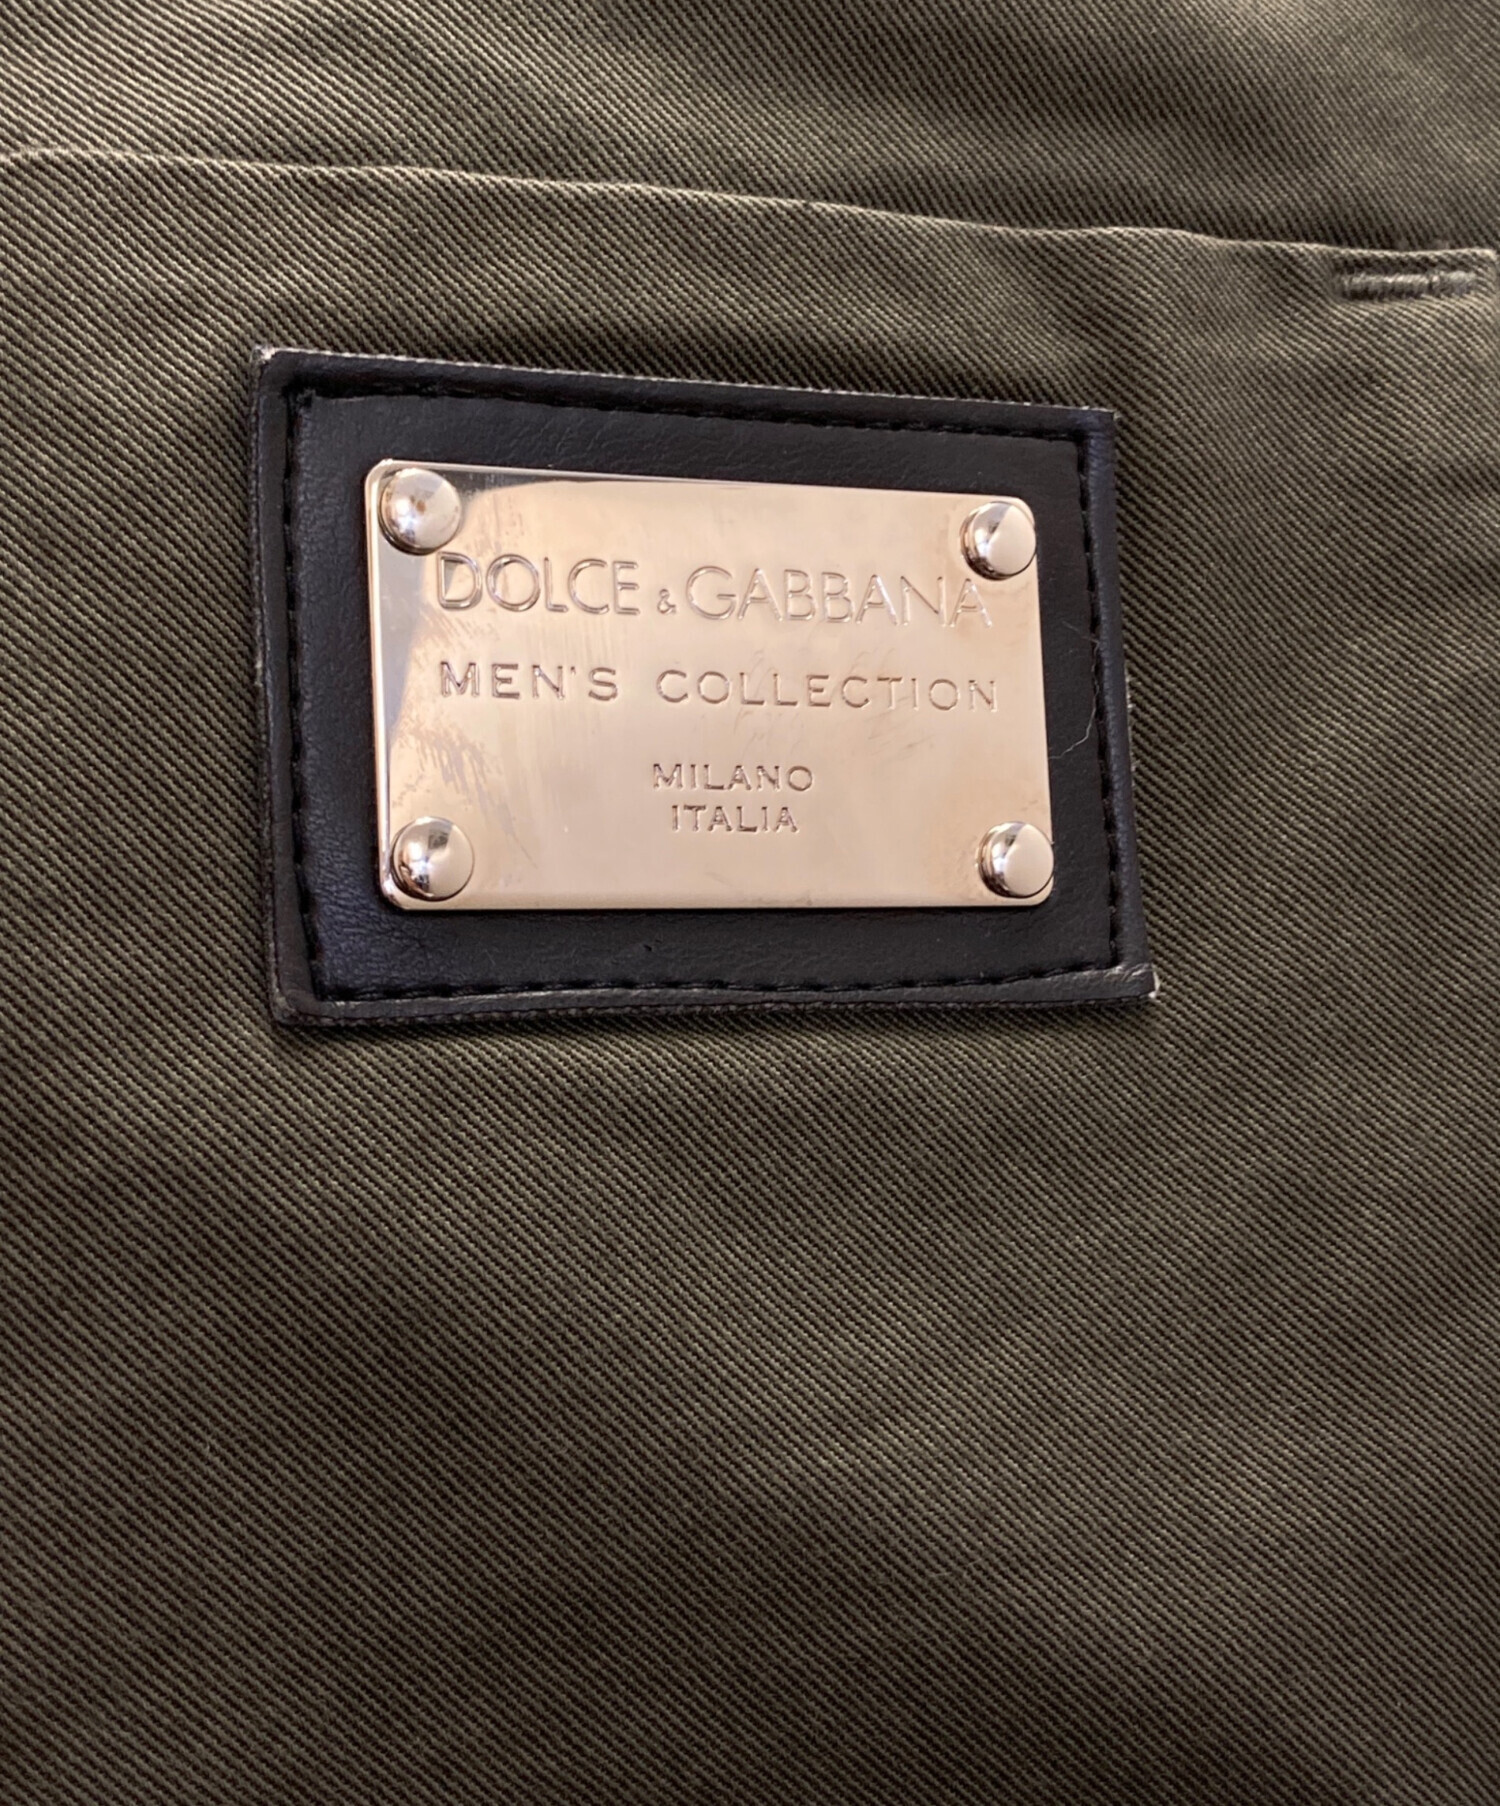 DOLCE & GABBANA
MEN'S COLLECTION
MILANO
ITALIA